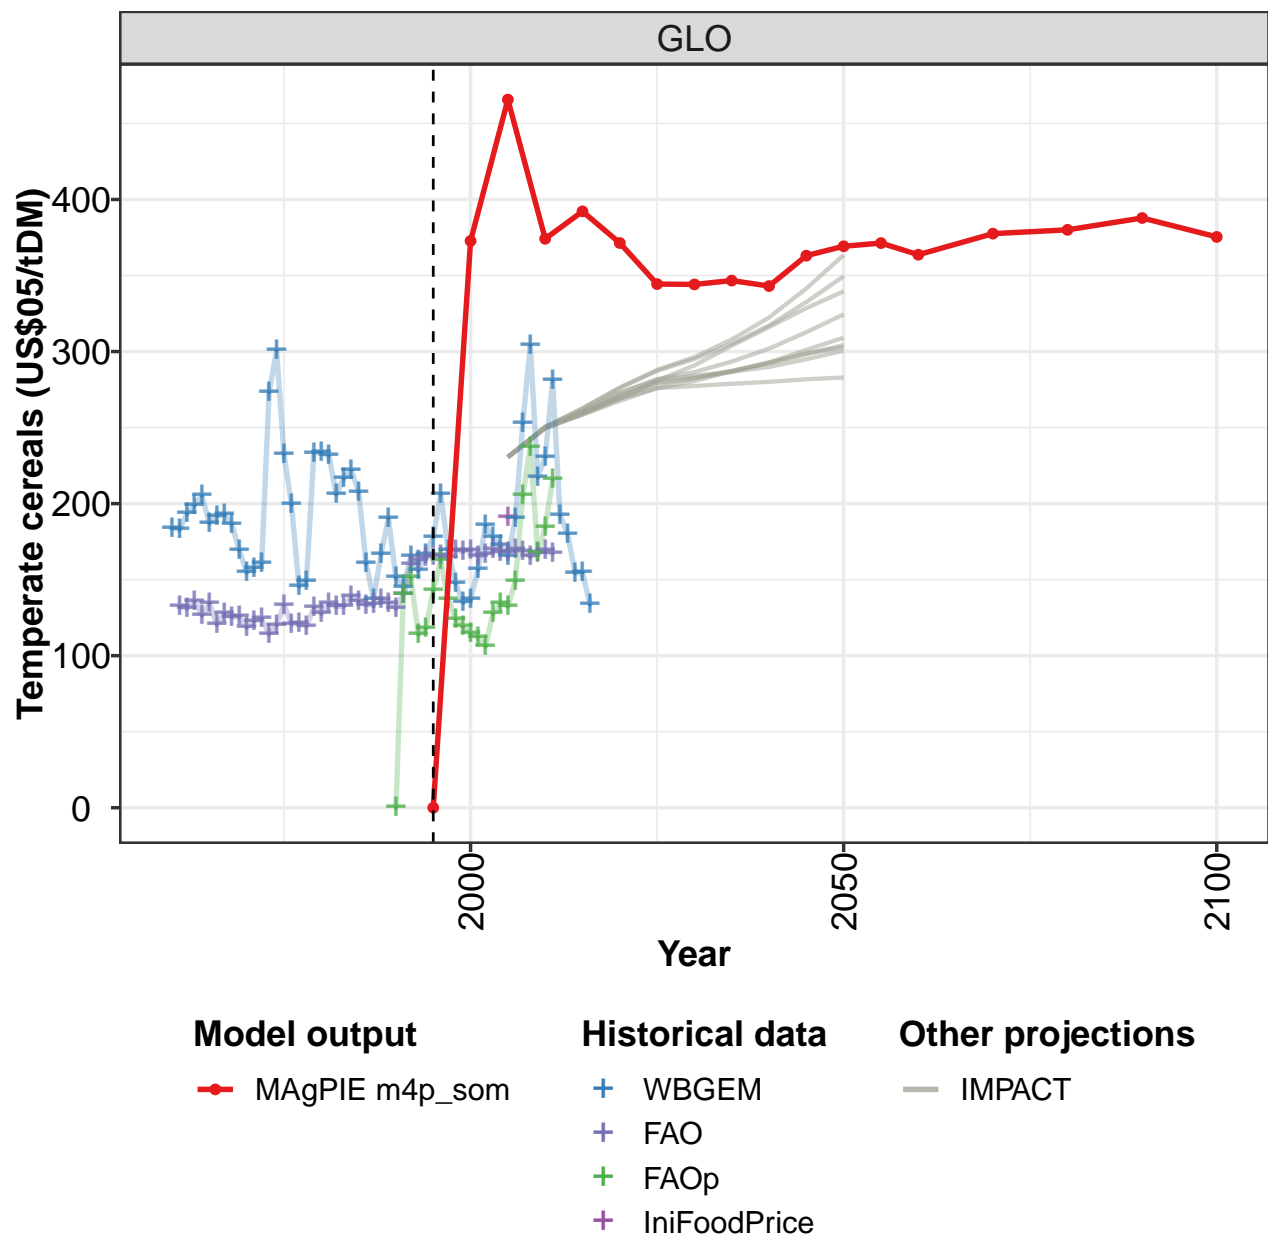 GLO
Temperate cereals (US$05/tDM)
400
300
200
100
0
2000
2050
2100
Year
Model output
MAgPIE m4p_som
Historical data
WBGEM
FAO
FAOp
IniFoodPrice
Other projections
IMPACT